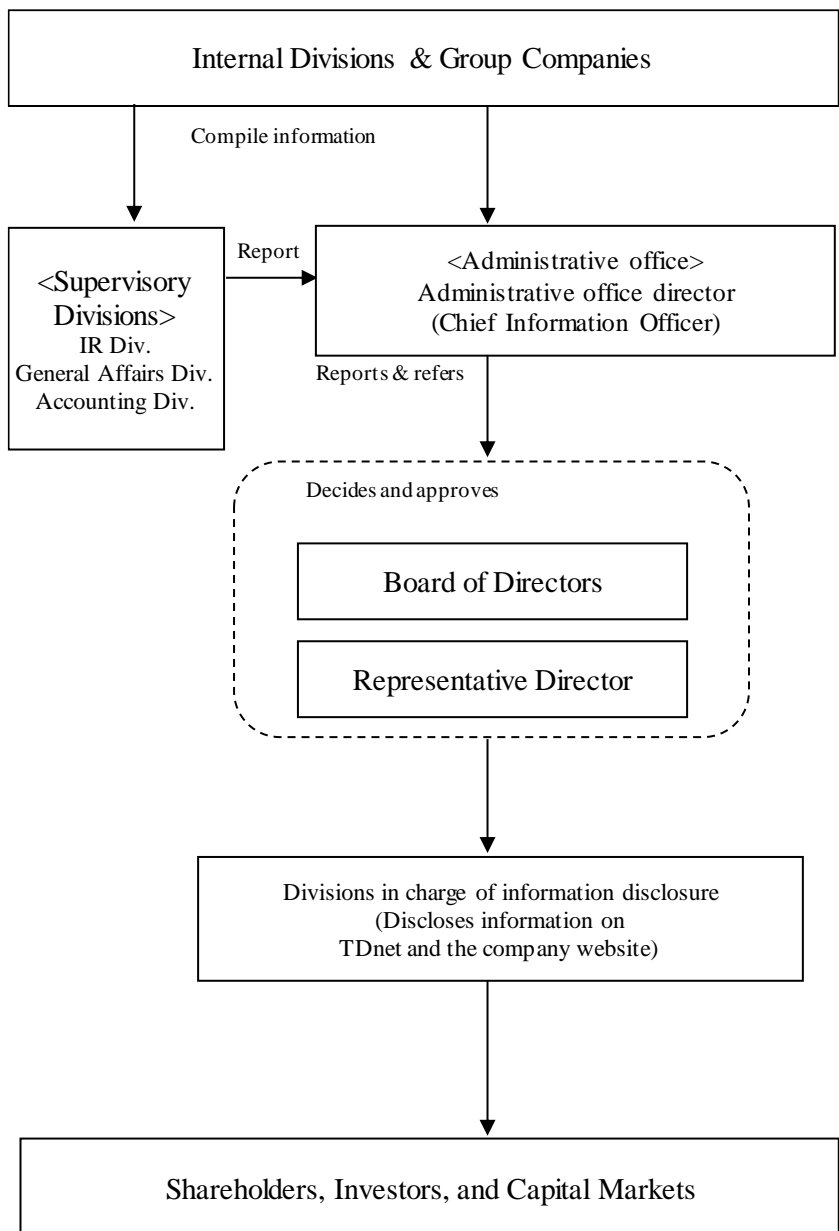 Internal Divisions & Group Companies
Compile information
<Supervisory
Divisions>
IR Div.
General Affairs Div.
Accounting Div.
Report
<Administrative office>
Administrative office director
(Chief Information Officer)
Reports & refers
Decides and approves
Board of Directors
Representative Director
Divisions in charge of information disclosure
(Discloses information on
TDnet and the company website)
Shareholders, Investors, and Capital Markets